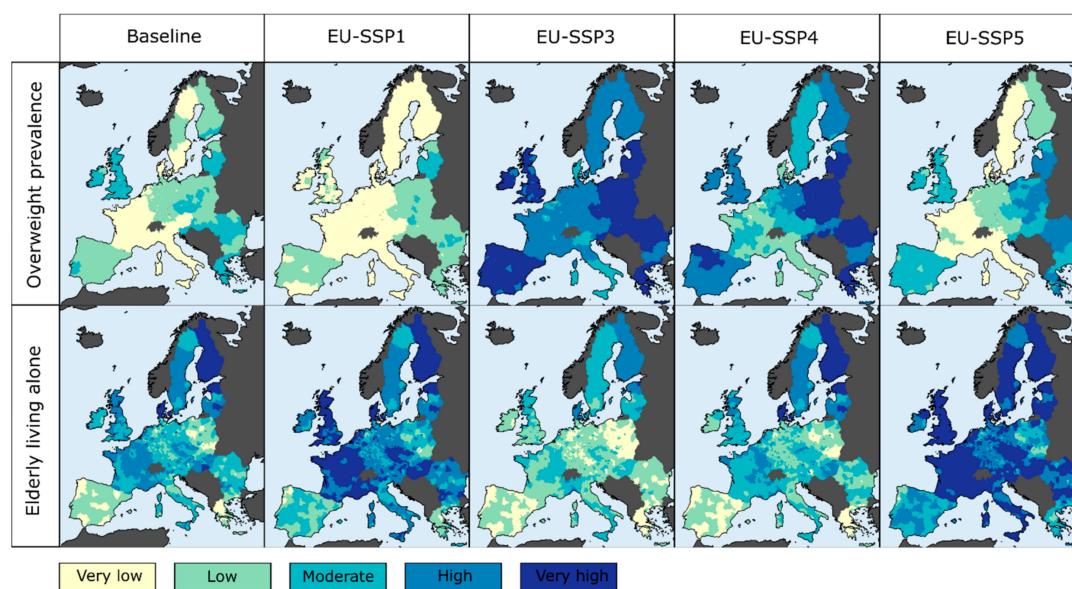 Baseline
EU-SSP1
EU-SSP3
EU-SSP4
EU-SSP5
Overweight prevalence
Elderly living alone
Very low
Low
Moderate
High
Very high